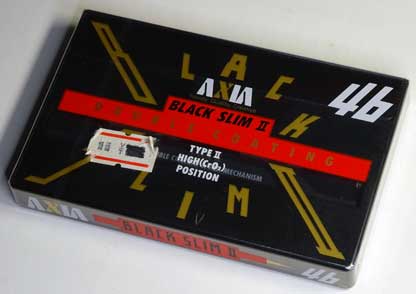 BLACK
AXIA
46
BLACK SLIM II
DOUBLE COATING
TYPE II
HIGH(CrO₂)
POSITION
MECHANISM
SLIM
AXIA
BLACK SLIM II
46